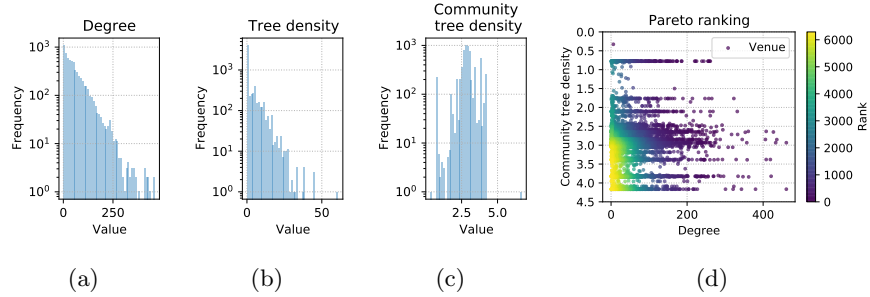 Degree
10³
10²
10¹
10⁰
0 250
Frequency
Value
(a)
Tree density
10³
10²
10¹
10⁰
0 50
Frequency
Value
(b)
Community
tree density
10³
10²
10¹
10⁰
2.5 5.0
Frequency
Value
(c)
Pareto ranking
0.0
0.5
1.0
1.5
2.0
2.5
3.0
3.5
4.0
4.5
0 200 400
Community tree density
Degree
Venue
6000
5000
4000
3000
2000
1000
0
Rank
(d)